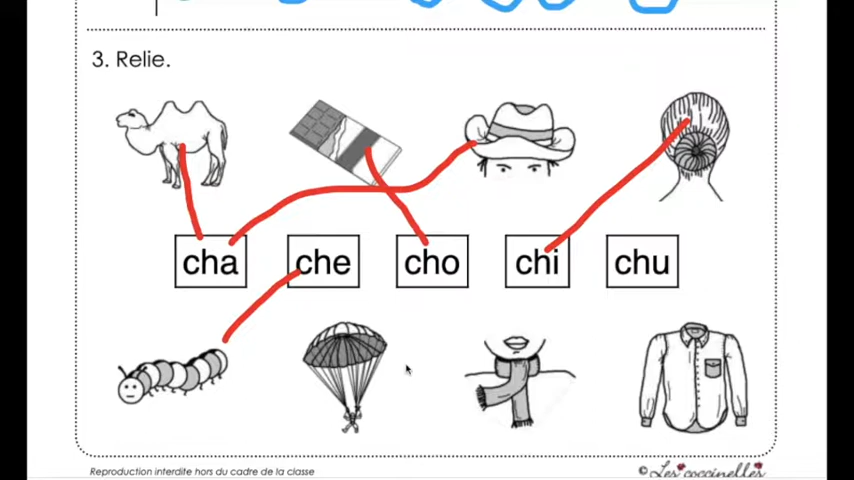 3. Relie.
cha che cho chi chu
Reproduction interdite hors du cadre de la classe
© Les coccinelles